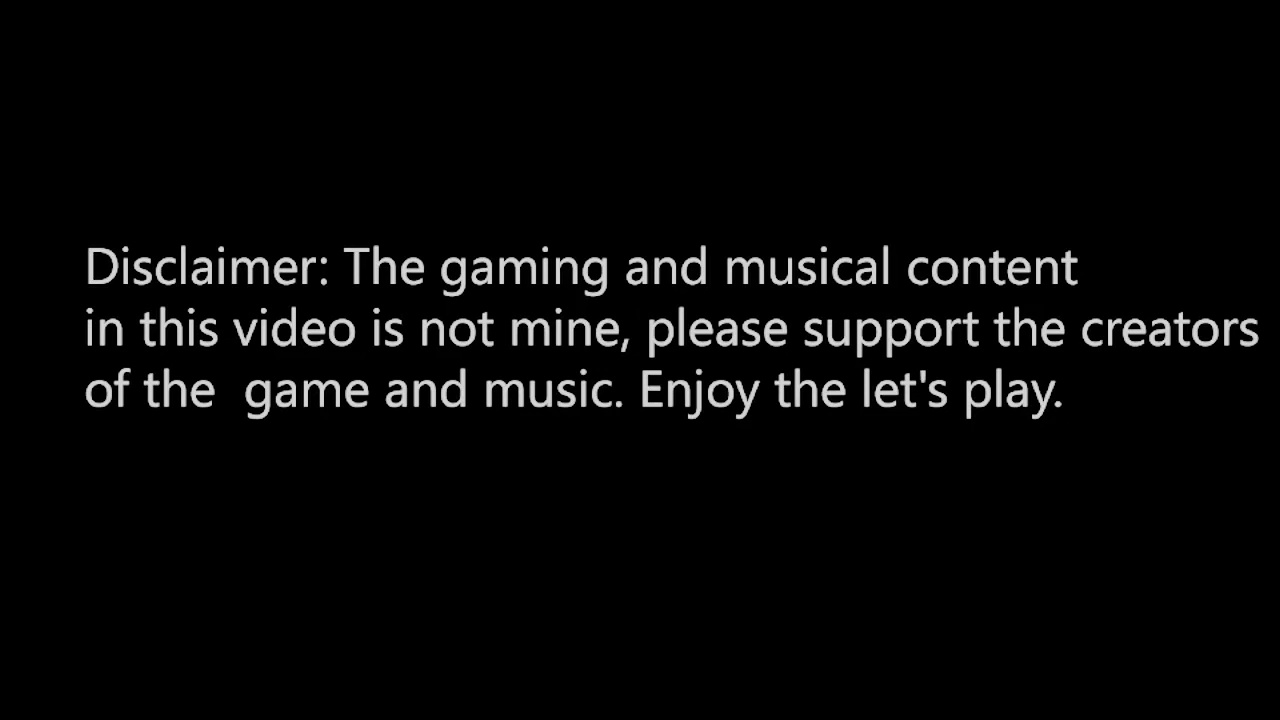 Disclaimer: The gaming and musical content
in this video is not mine, please support the creators
of the  game and music. Enjoy the let's play.